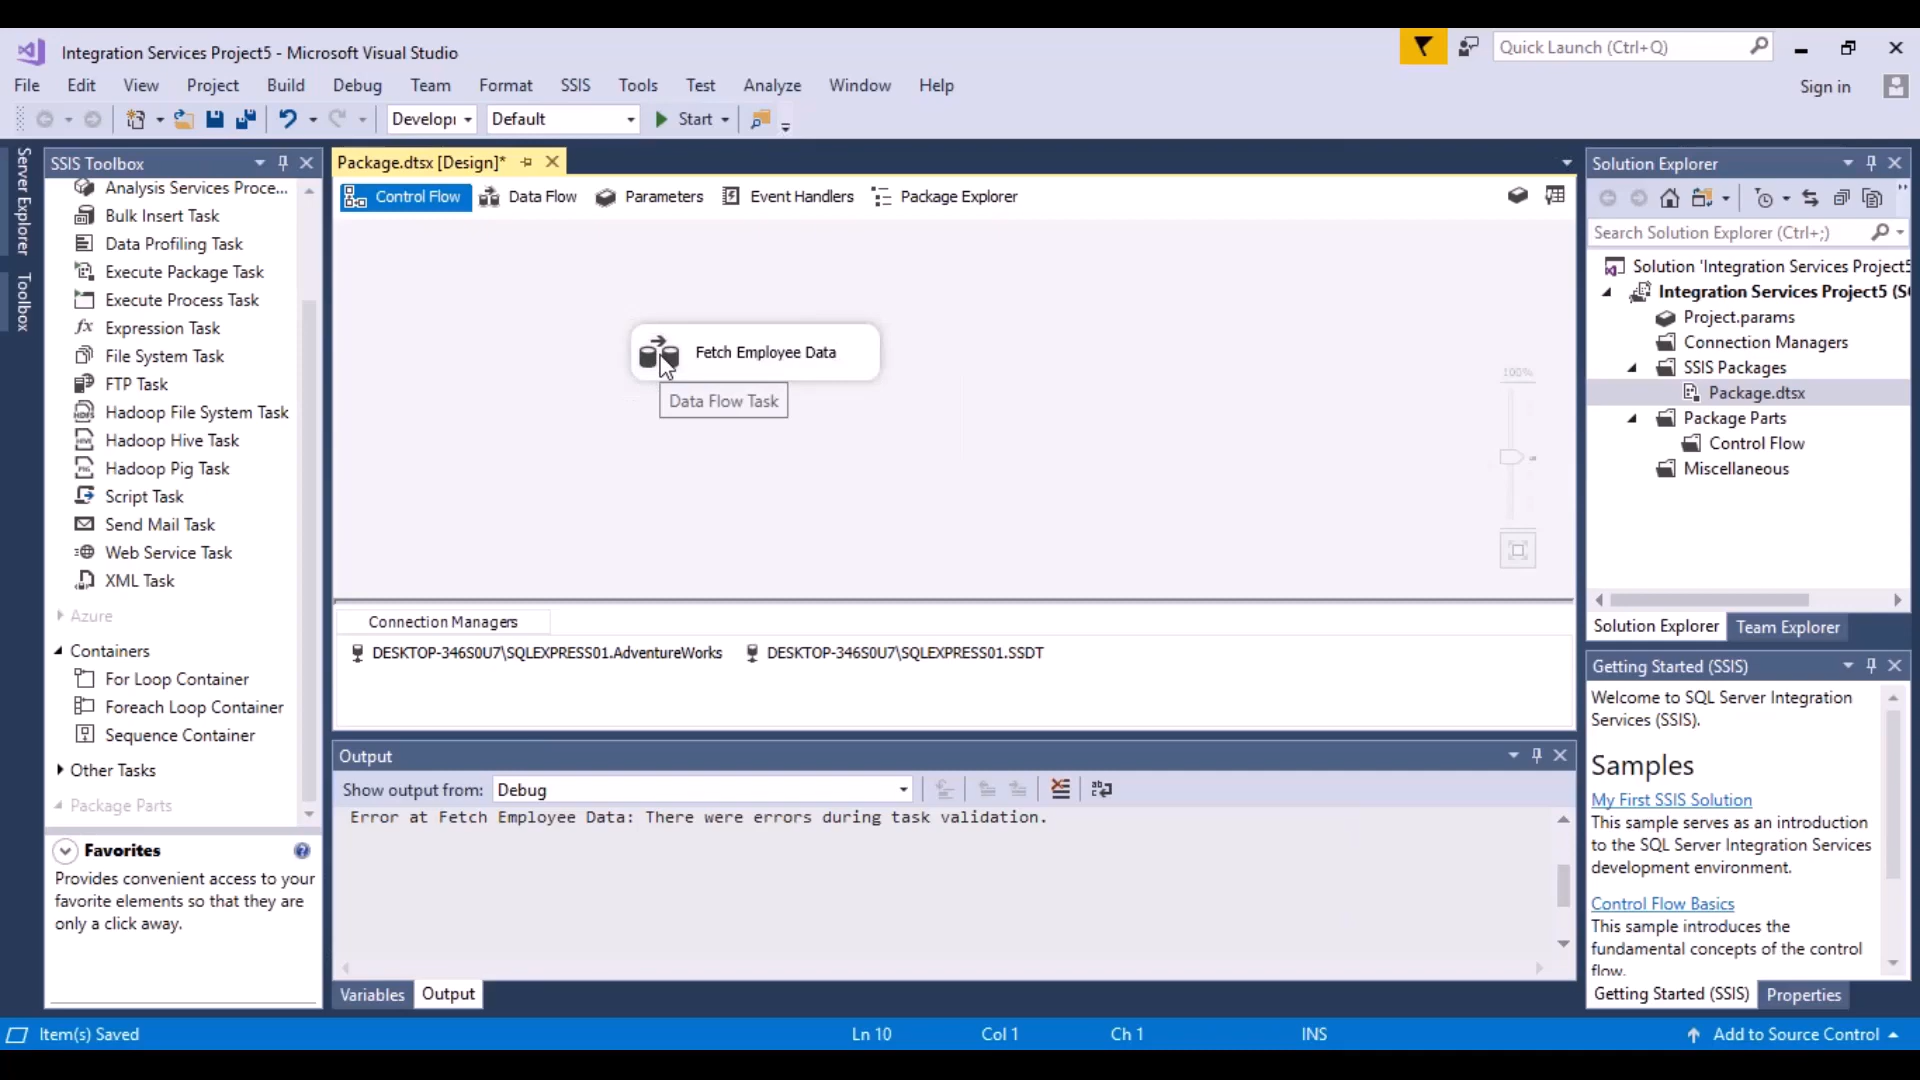 Integration Services Project5 - Microsoft Visual Studio
Quick Launch (Ctrl+Q)
File Edit View Project Build Debug Team Format SSIS Tools Test Analyze Window Help
Sign in
Default
Start
Server Explorer
Toolbox
SSIS Toolbox
Analysis Services Proce...
Bulk Insert Task
Data Profiling Task
Execute Package Task
Execute Process Task
Expression Task
File System Task
FTP Task
Hadoop File System Task
Hadoop Hive Task
Hadoop Pig Task
Script Task
Send Mail Task
Web Service Task
XML Task
Azure
Containers
For Loop Container
Foreach Loop Container
Sequence Container
Other Tasks
Package Parts
Favorites
Provides convenient access to your
favorite elements so that they are
only a click away.
Package.dtsx [Design]*
Control Flow Data Flow Parameters Event Handlers Package Explorer
Fetch Employee Data
Data Flow Task
100%
Connection Managers
DESKTOP-346S0U7\SQLEXPRESS01.AdventureWorks DESKTOP-346S0U7\SQLEXPRESS01.SSDT
Output
Show output from: Debug
Error at Fetch Employee Data: There were errors during task validation.
Variables Output
Solution Explorer
Search Solution Explorer (Ctrl+;)
Solution 'Integration Services Project5
Integration Services Project5 (S
Project.params
Connection Managers
SSIS Packages
Package.dtsx
Package Parts
Control Flow
Miscellaneous
Solution Explorer Team Explorer
Getting Started (SSIS)
Welcome to SQL Server Integration
Services (SSIS).
Samples
My First SSIS Solution
This sample serves as an introduction
to the SQL Server Integration Services
development environment.
Control Flow Basics
This sample introduces the
fundamental concepts of the control
flow.
Getting Started (SSIS) Properties
Item(s) Saved
Ln 10 Col 1 Ch 1 INS
Add to Source Control